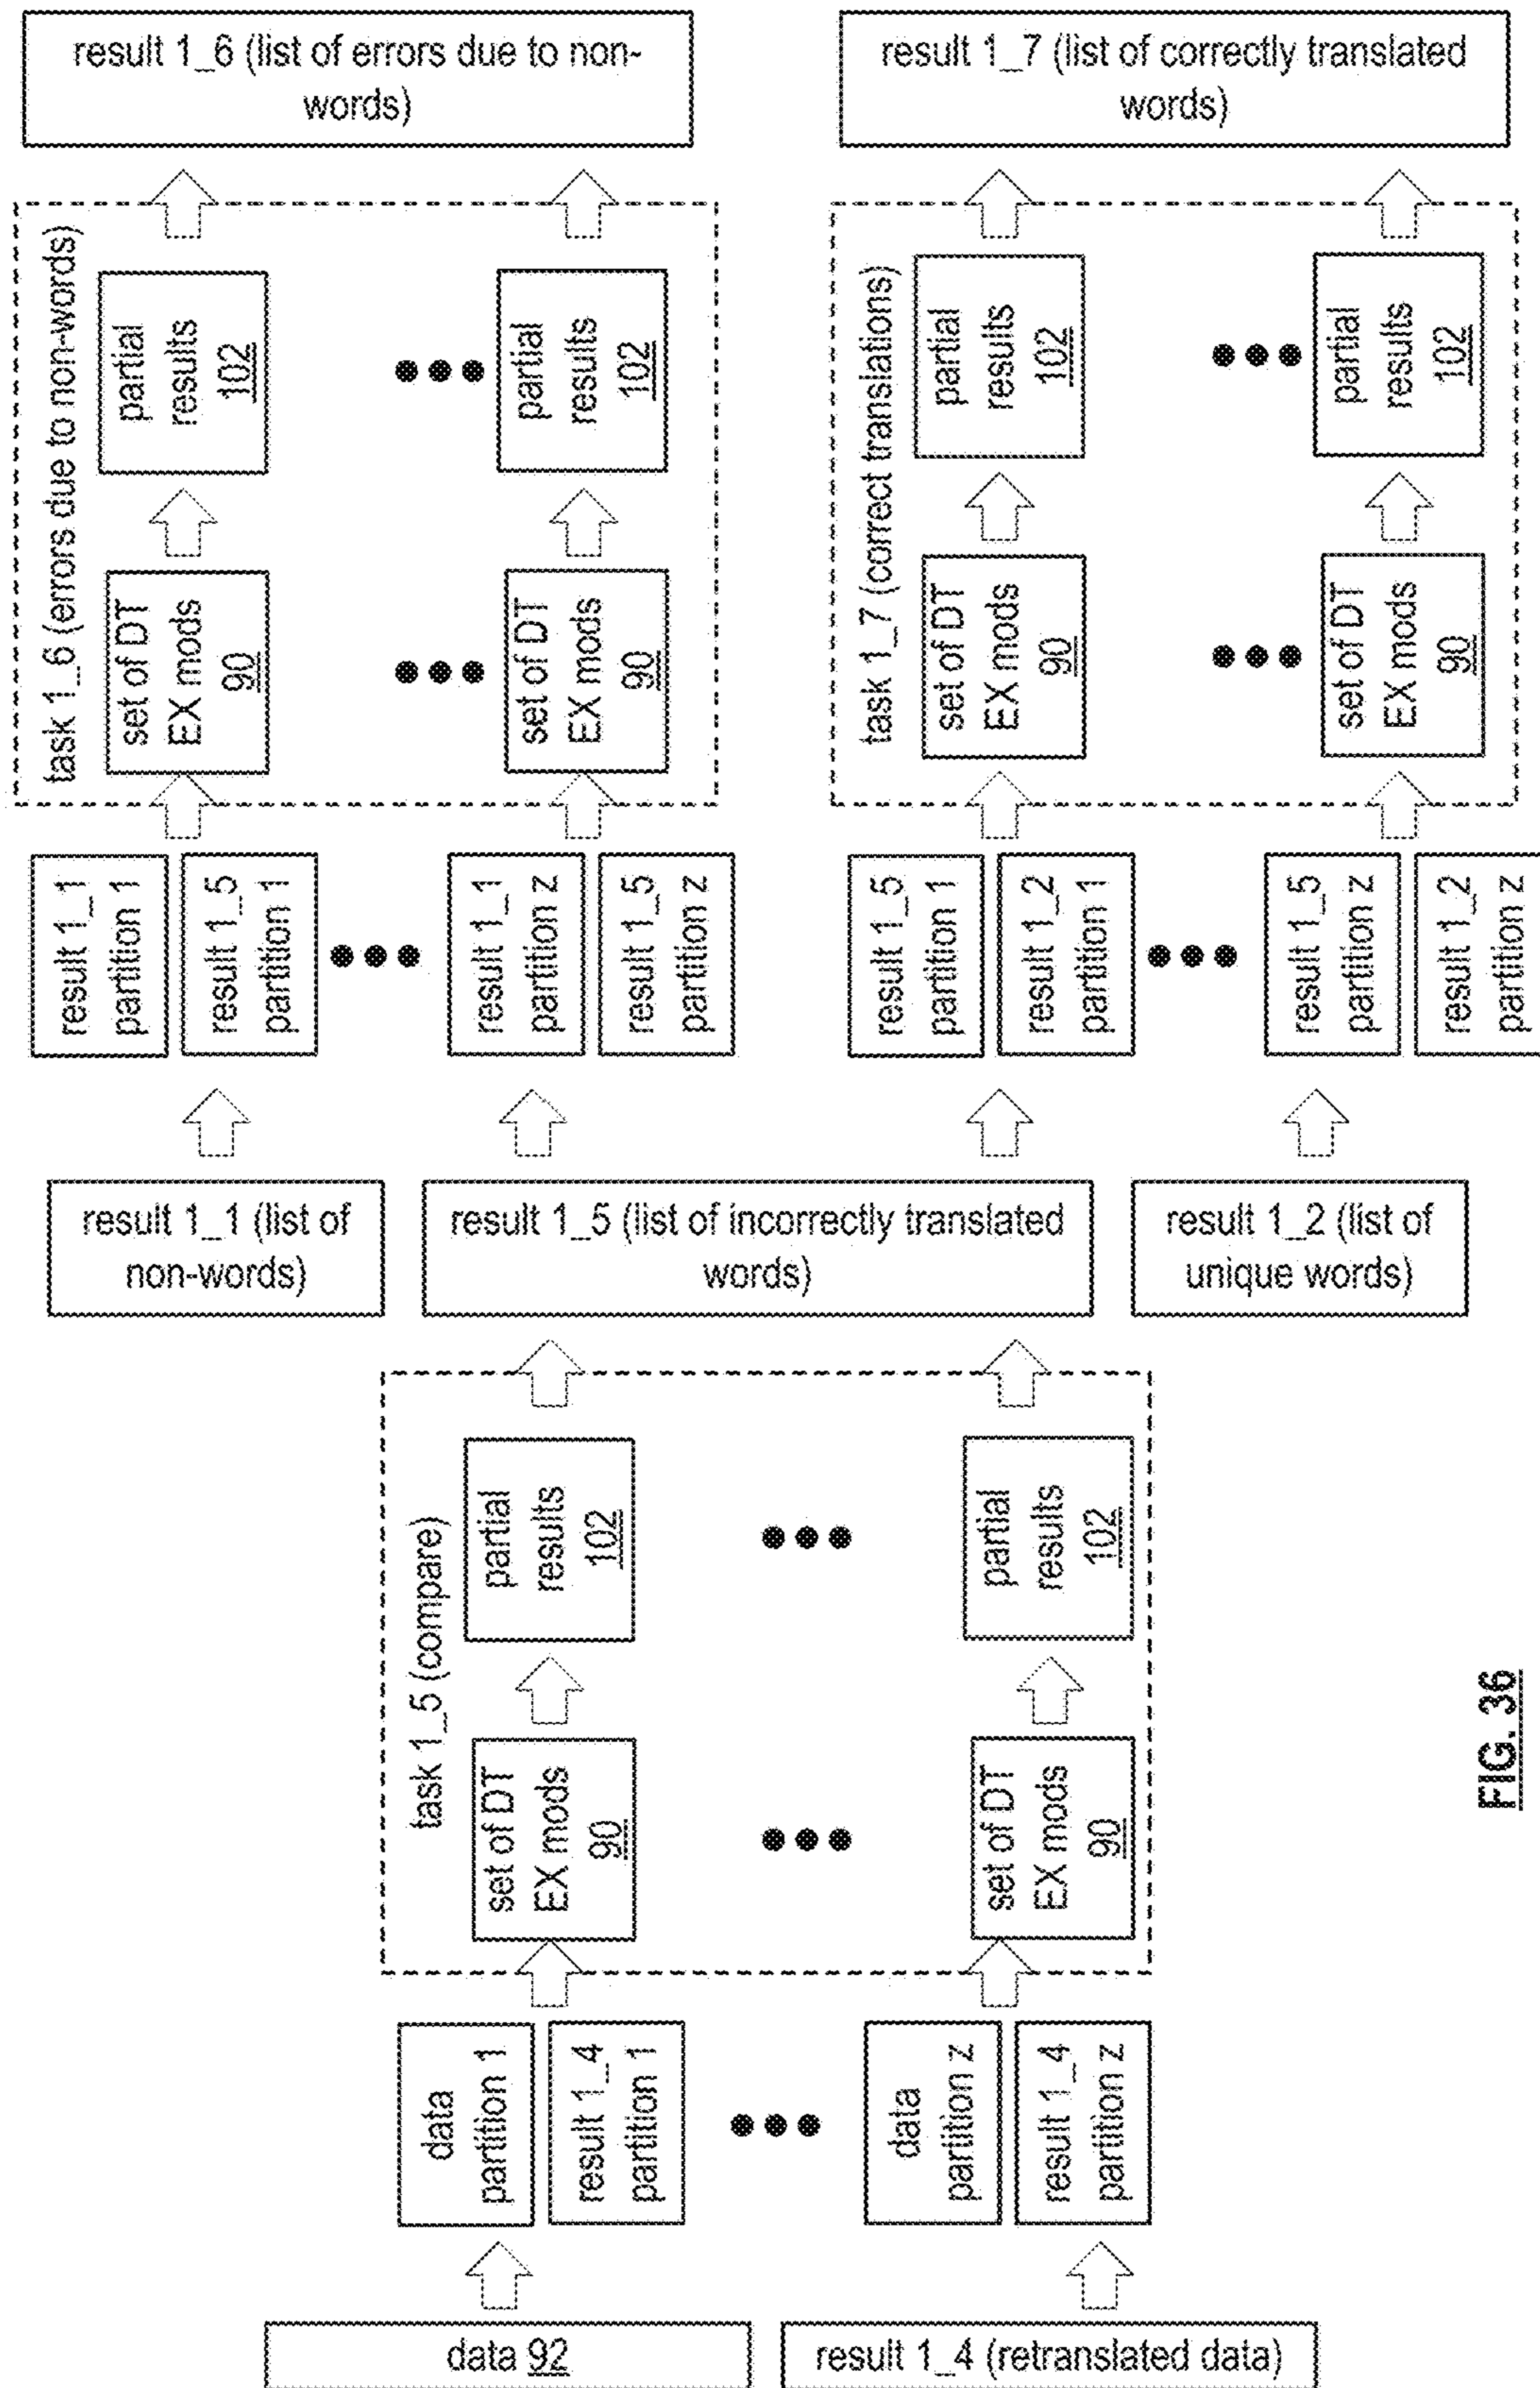 data 92
result 1_4 (retranslated data)
data
partition 1
result 1_4
partition 1
data
partition z
result 1_4
partition z
task 1_5 (compare)
set of DT
EX mods
90
partial
results
102
set of DT
EX mods
90
partial
results
102
result 1_1 (list of
non-words)
result 1_5 (list of incorrectly translated
words)
result 1_2 (list of
unique words)
result 1_1
partition 1
result 1_5
partition 1
result 1_1
partition z
result 1_5
partition z
task 1_6 (errors due to non-words)
set of DT
EX mods
90
partial
results
102
set of DT
EX mods
90
partial
results
102
result 1_6 (list of errors due to non-
words)
result 1_5
partition 1
result 1_2
partition 1
result 1_5
partition z
result 1_2
partition z
task 1_7 (correct translations)
set of DT
EX mods
90
partial
results
102
set of DT
EX mods
90
partial
results
102
result 1_7 (list of correctly translated
words)
FIG. 36